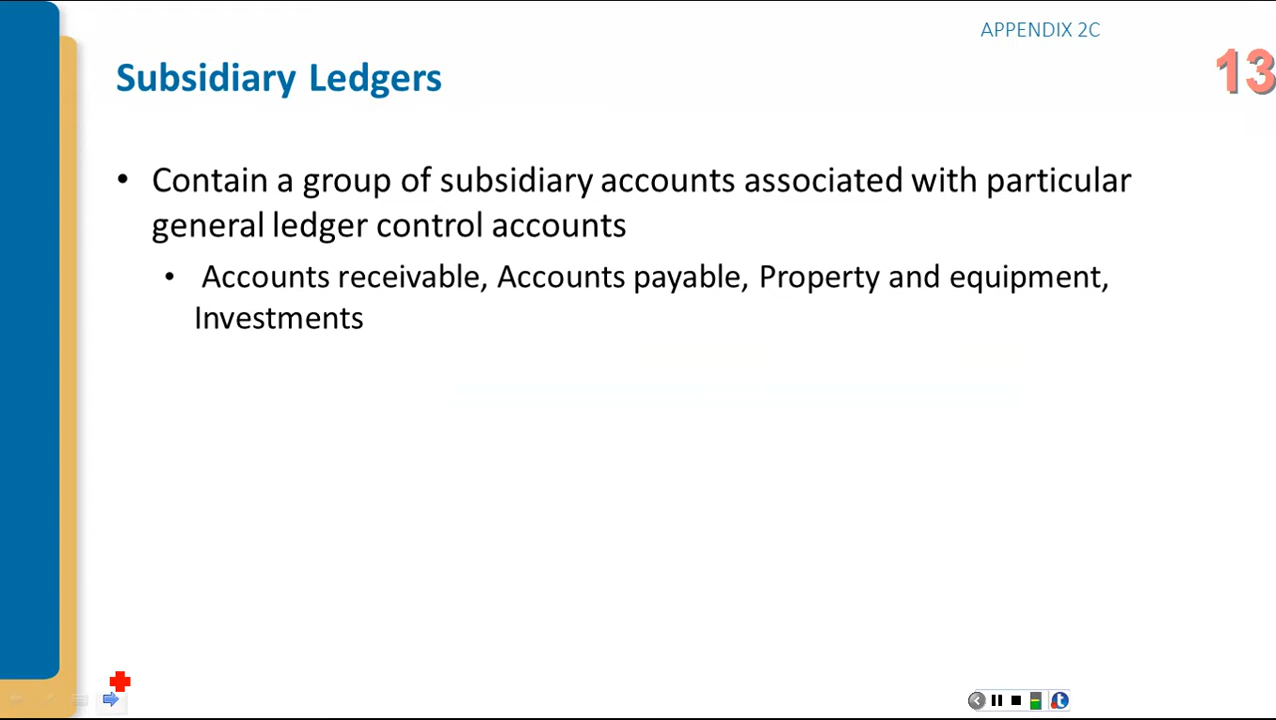 APPENDIX 2C
Subsidiary Ledgers
13
• Contain a group of subsidiary accounts associated with particular
general ledger control accounts
• Accounts receivable, Accounts payable, Property and equipment,
Investments